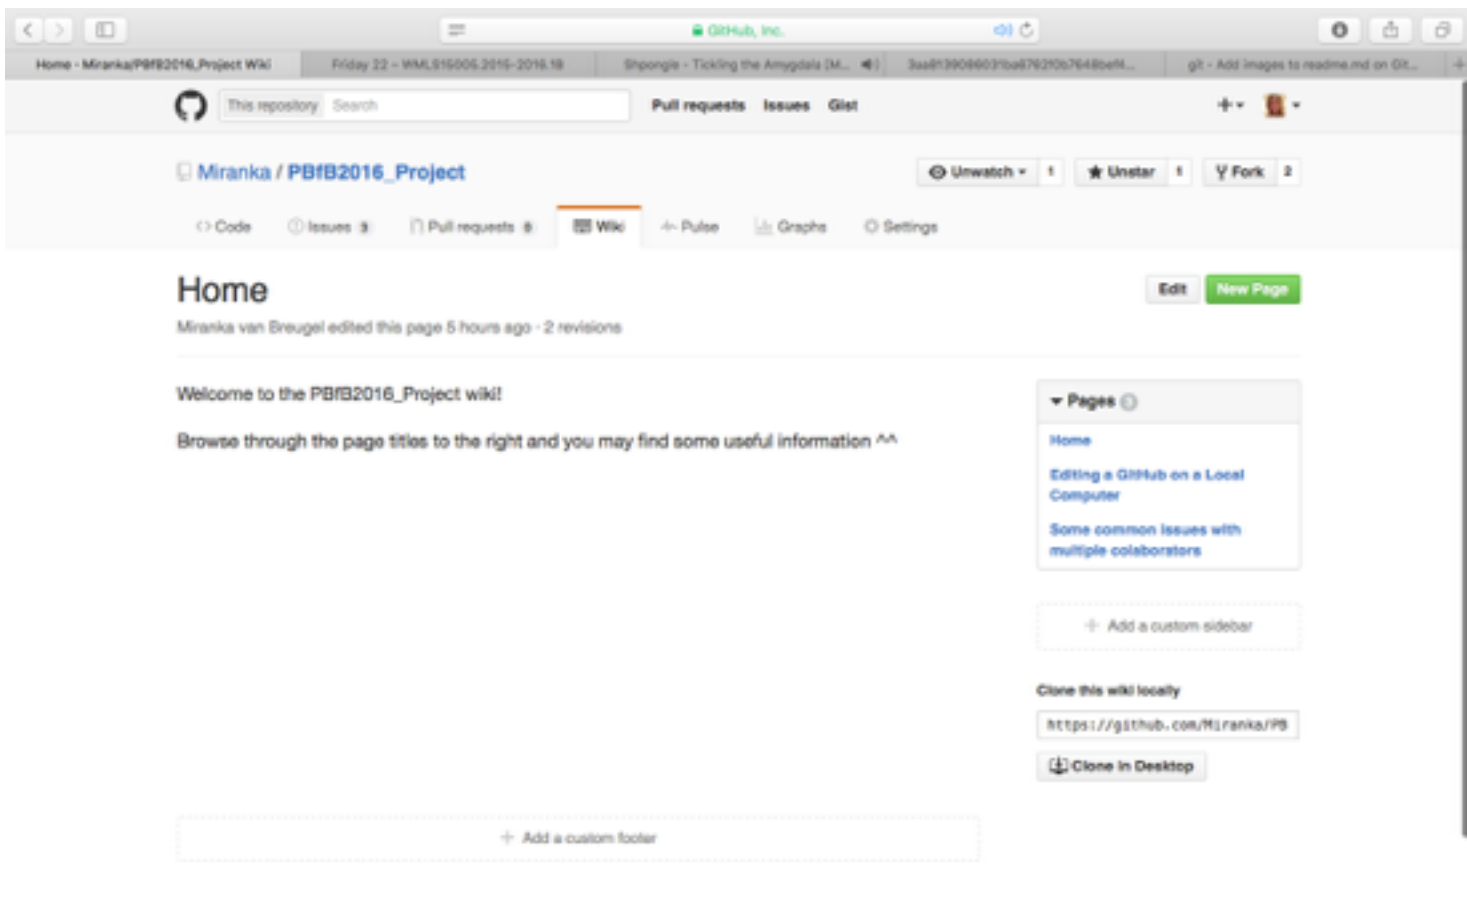 GitHub, Inc.
Home - Miranka/PBfB2016_Project Wiki
Friday 22 – WMLS15005.2015-2016.1B
Shpongle - Tickling the Amygdala [M...
git - Add images to readme.md on Git...
This repository Search
Pull requests Issues Gist
Miranka / PBfB2016_Project
Unwatch 1 Unstar 1 Fork 2
Code Issues 3 Pull requests 0 Wiki Pulse Graphs Settings
Home
Edit New Page
Miranka van Breugel edited this page 5 hours ago · 2 revisions
Welcome to the PBfB2016_Project wiki!
Browse through the page titles to the right and you may find some useful information ^^
Pages
Home
Editing a GitHub on a Local
Computer
Some common issues with
multiple colaborators
+ Add a custom sidebar
Clone this wiki locally
https://github.com/Miranka/PB
Clone in Desktop
+ Add a custom footer